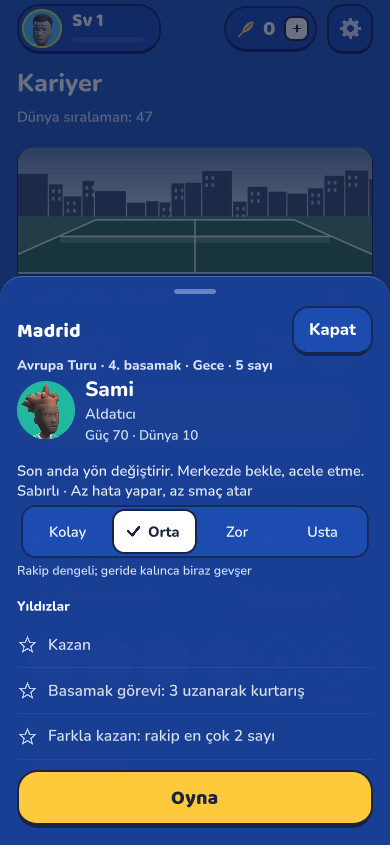 Sv 1
0
+
Kariyer
Dünya sıralaman: 47
Madrid
Kapat
Avrupa Turu · 4. basamak · Gece · 5 sayı
Sami
Aldatıcı
Güç 70 · Dünya 10
Son anda yön değiştirir. Merkezde bekle, acele etme.
Sabırlı · Az hata yapar, az smaç atar
Kolay
Orta
Zor
Usta
Rakip dengeli; geride kalınca biraz gevşer
Yıldızlar
Kazan
Basamak görevi: 3 uzanarak kurtarış
Farkla kazan: rakip en çok 2 sayı
Oyna